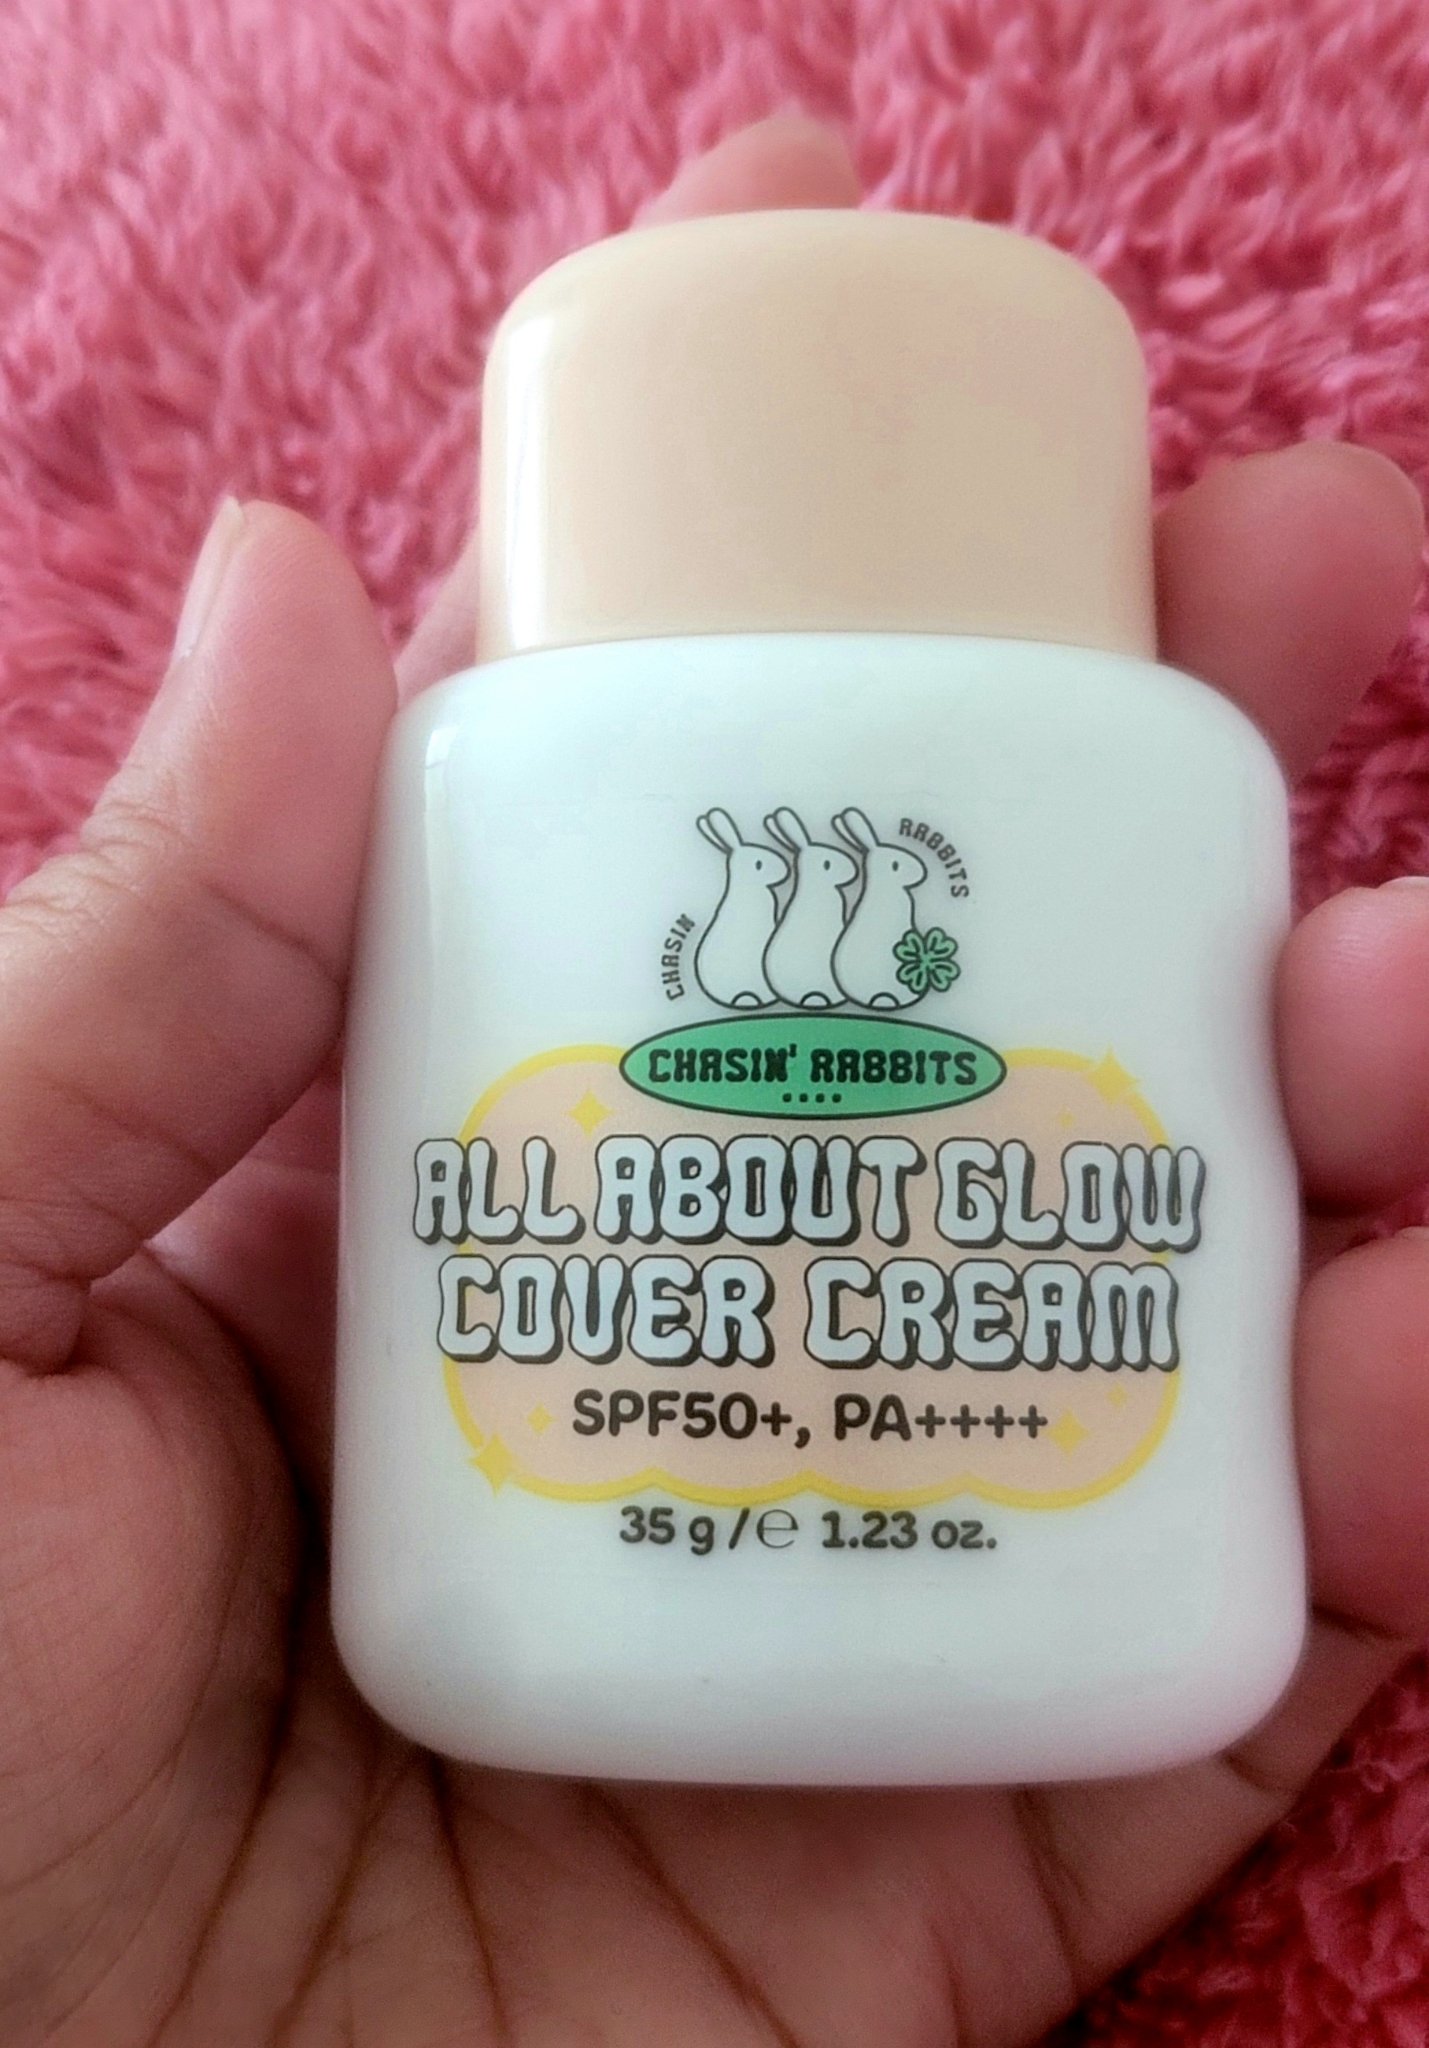 CHASIN
RABBITS
CHASIN' RABBITS
ALL ABOUT GLOW
COVER CREAM
SPF50+, PA++++
35 g / ℮ 1.23 oz.